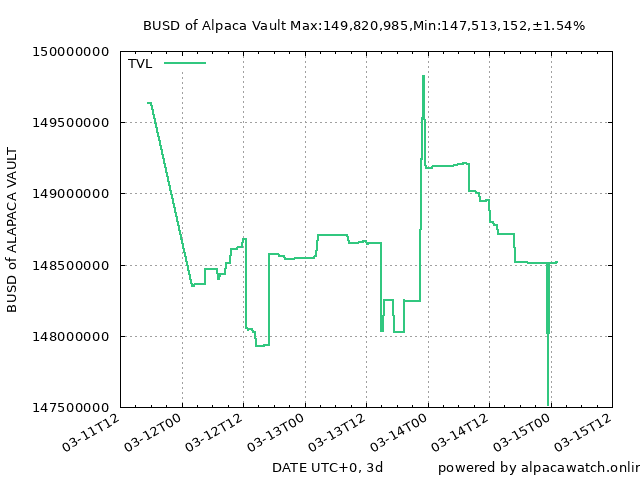 BUSD of Alpaca Vault Max:149,820,985,Min:147,513,152,±1.54%
TVL
BUSD of ALAPACA VAULT
150000000
149500000
149000000
148500000
148000000
147500000
03-11T12
03-12T00
03-12T12
03-13T00
03-13T12
03-14T00
03-14T12
03-15T00
03-15T12
DATE UTC+0, 3d
powered by alpacawatch.onlin